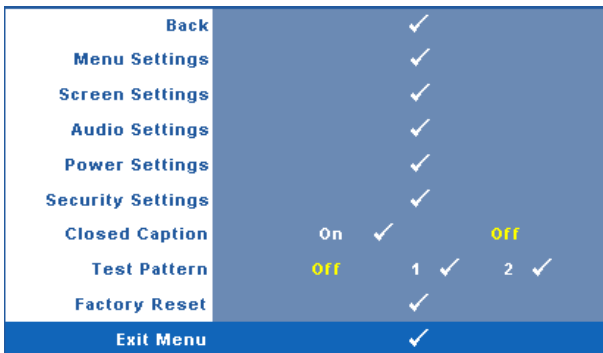 Back ✓
Menu Settings ✓
Screen Settings ✓
Audio Settings ✓
Power Settings ✓
Security Settings ✓
Closed Caption On ✓ Off
Test Pattern Off 1 ✓ 2 ✓
Factory Reset ✓
Exit Menu ✓